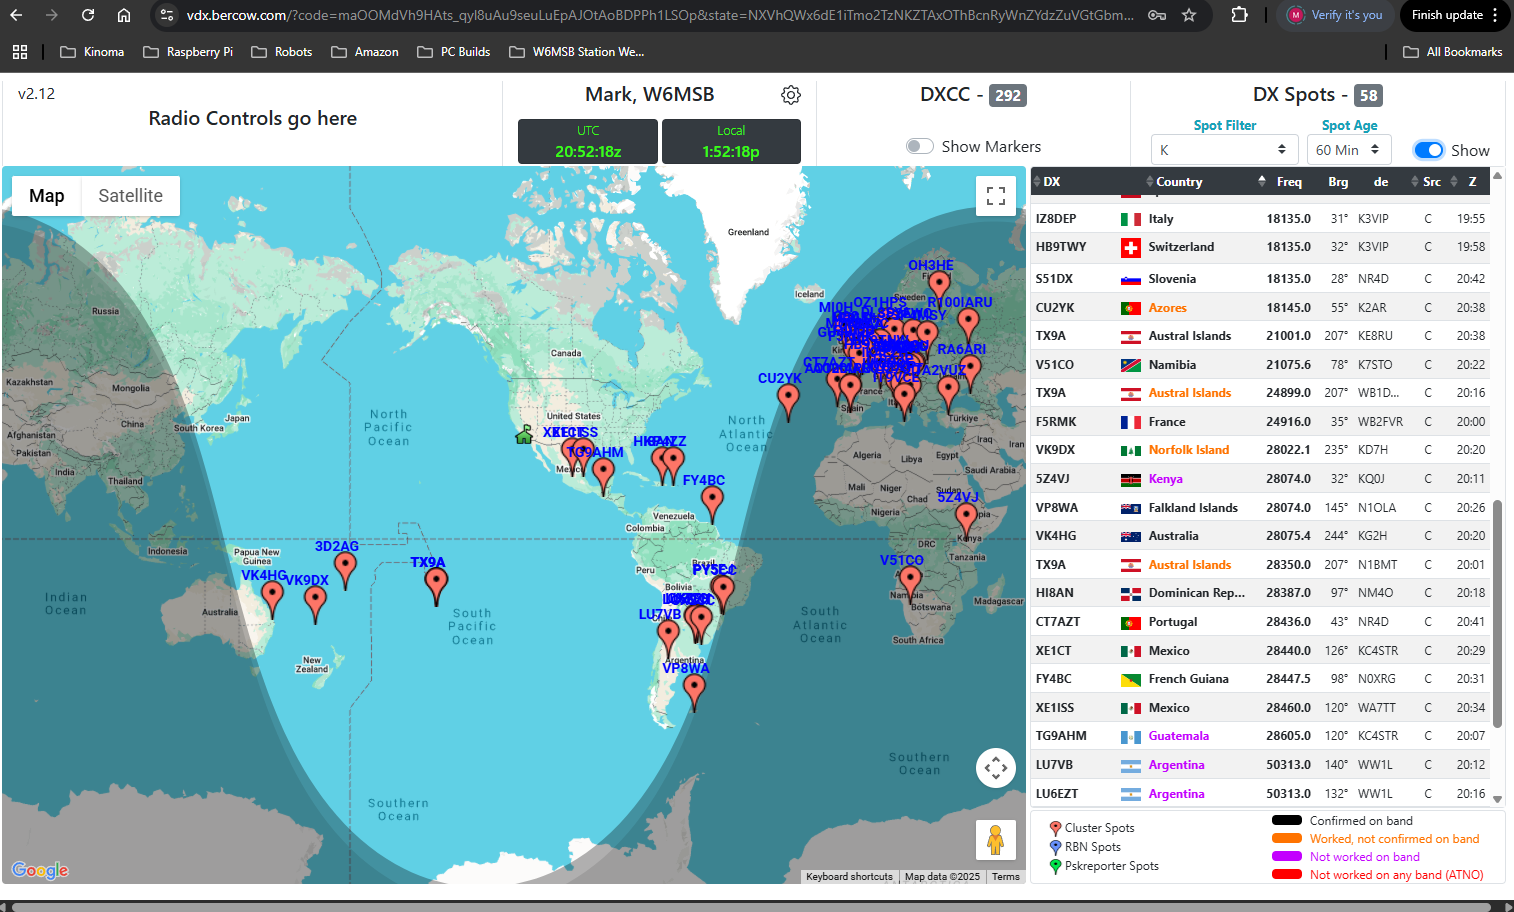 vdx.bercow.com/?code=maOOMdVh9HAts_qyI8uAu9seuLuEpAJOtAoBDPPh1LSOp&state=NXVhQWx6dE1iTmo2TzNKZTAxOThBcnRyWnZYdzZuVGtGbm...
M Verify it's you
Finish update
Kinoma
Raspberry Pi
Robots
Amazon
PC Builds
W6MSB Station We...
All Bookmarks
v2.12
Radio Controls go here
Mark, W6MSB
UTC
20:52:18z
Local
1:52:18p
DXCC - 292
Show Markers
DX Spots - 58
Spot Filter
K
Spot Age
60 Min
Show
Map
Satellite
Greenland
Iceland
Russia
Canada
Kazakhstan
Mongolia
Japan
South Korea
China
Afghanistan
Pakistan
India
Thailand
North
Pacific
Ocean
United States
North
Atlantic
Ocean
Mexico
Venezuela
Colombia
Peru
Bolivia
Argentina
Algeria
Libya
Egypt
Saudi Arabia
Iraq
Iran
Türkiye
Spain
Mali
Niger
Chad
Sudan
Nigeria
DRC
Kenya
Tanzania
Namibia
Botswana
Madagascar
South Africa
Indonesia
Papua New
Guinea
Australia
New
Zealand
Indian
Ocean
South
Pacific
Ocean
South
Atlantic
Ocean
Southern
Ocean
Southern
Ocean
OH3HE
OZ1HPS
R100IARU
RA6ARI
CT7AZT
CU2YK
TG9AHM
FY4BC
5Z4VJ
V51CO
3D2AG
TX9A
VK4HG
VK9DX
LU7VB
VP8WA
Google
Keyboard shortcuts
Map data ©2025
Terms
DX Country Freq Brg de Src Z
IZ8DEP Italy 18135.0 31° K3VIP C 19:55
HB9TWY Switzerland 18135.0 32° K3VIP C 19:58
S51DX Slovenia 18135.0 28° NR4D C 20:42
CU2YK Azores 18145.0 55° K2AR C 20:38
TX9A Austral Islands 21001.0 207° KE8RU C 20:38
V51CO Namibia 21075.6 78° K7STO C 20:22
TX9A Austral Islands 24899.0 207° WB1D... C 20:16
F5RMK France 24916.0 35° WB2FVR C 20:00
VK9DX Norfolk Island 28022.1 235° KD7H C 20:20
5Z4VJ Kenya 28074.0 32° KQ0J C 20:11
VP8WA Falkland Islands 28074.0 145° N1OLA C 20:26
VK4HG Australia 28075.4 244° KG2H C 20:20
TX9A Austral Islands 28350.0 207° N1BMT C 20:01
HI8AN Dominican Rep... 28387.0 97° NM4O C 20:18
CT7AZT Portugal 28436.0 43° NR4D C 20:41
XE1CT Mexico 28440.0 126° KC4STR C 20:29
FY4BC French Guiana 28447.5 98° N0XRG C 20:31
XE1ISS Mexico 28460.0 120° WA7TT C 20:34
TG9AHM Guatemala 28605.0 120° KC4STR C 20:07
LU7VB Argentina 50313.0 140° WW1L C 20:12
LU6EZT Argentina 50313.0 132° WW1L C 20:16
Cluster Spots
RBN Spots
Pskreporter Spots
Confirmed on band
Worked, not confirmed on band
Not worked on band
Not worked on any band (ATNO)